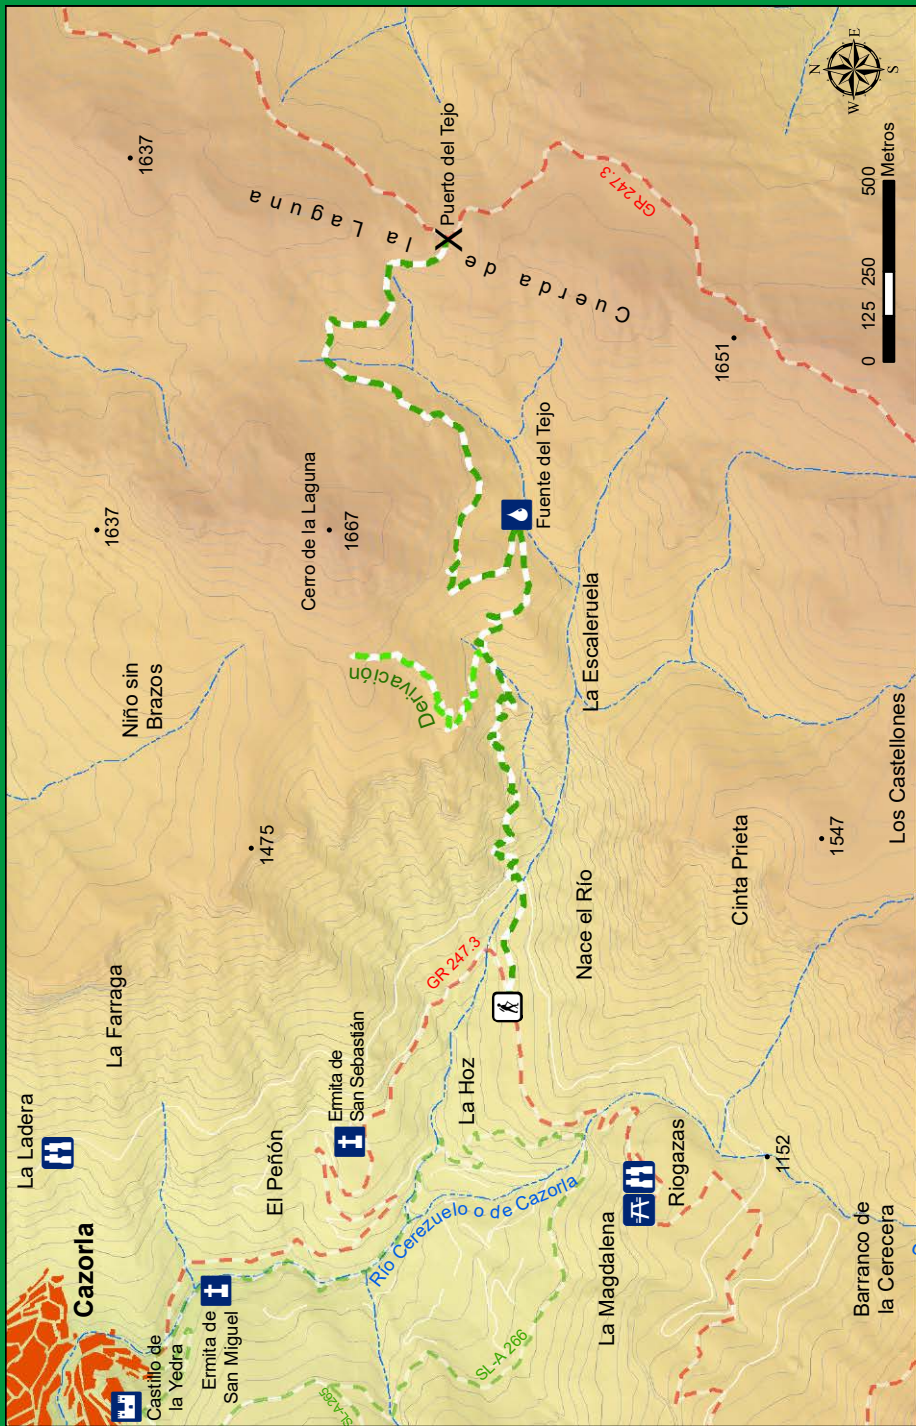 Cazorla
Castillo de
la Yedra
Ermita de
San Miguel
La Ladera
La Farraga
El Peñón
Ermita de
San Sebastián
La Hoz
Río Cerezuelo o de Cazorla
SL-A265
SL-A 266
La Magdalena
Riogazas
Barranco de
la Cerecera
1152
GR 247.3
Nace el Río
Cinta Prieta
1547
Los Castellones
1475
Niño sin
Brazos
1637
Derivación
Cerro de la Laguna
1667
La Escaleruela
Fuente del Tejo
1637
Puerto del Tejo
Cuerda de la Laguna
GR 247.3
1651
0 125 250 500
Metros
N
E
S
W